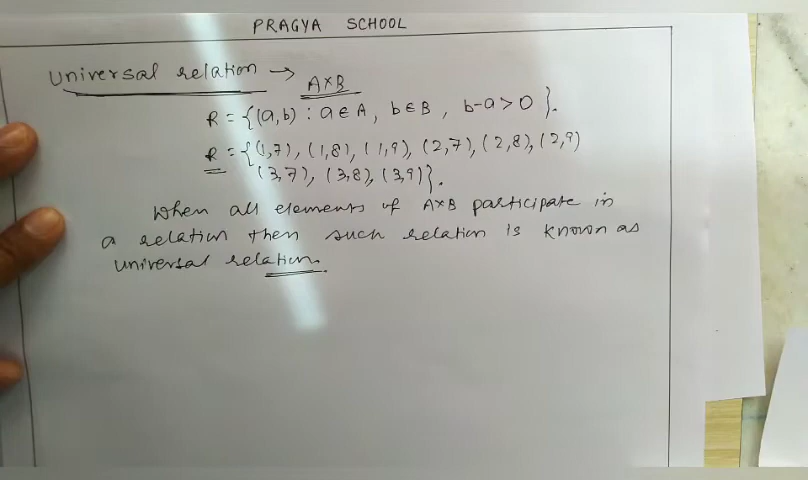 PRAGYA SCHOOL
Universal relation → A×B
R = {(a,b) : a ∈ A, b ∈ B, b-a > 0}.
R = {(1,7), (1,8), (1,9), (2,7), (2,8), (2,9)
(3,7), (3,8), (3,9)}.
When all elements of A×B participate in
a relation then such relation is known as
universal relation.